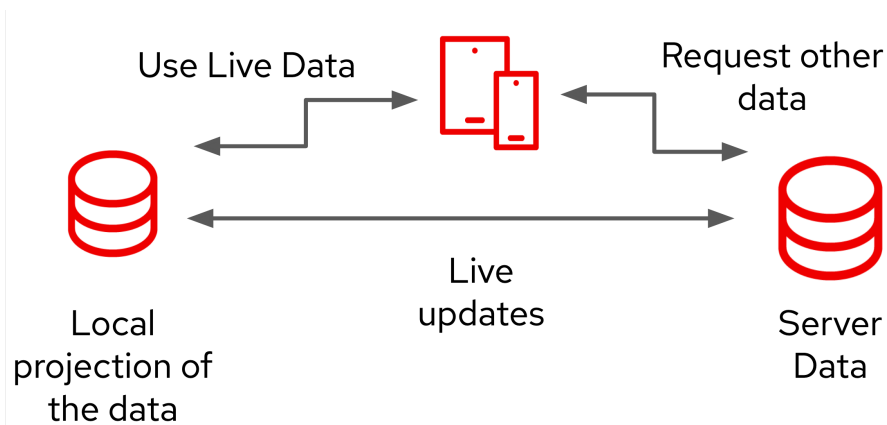 Use Live Data
Request other
data
Live
updates
Local
projection of
the data
Server
Data